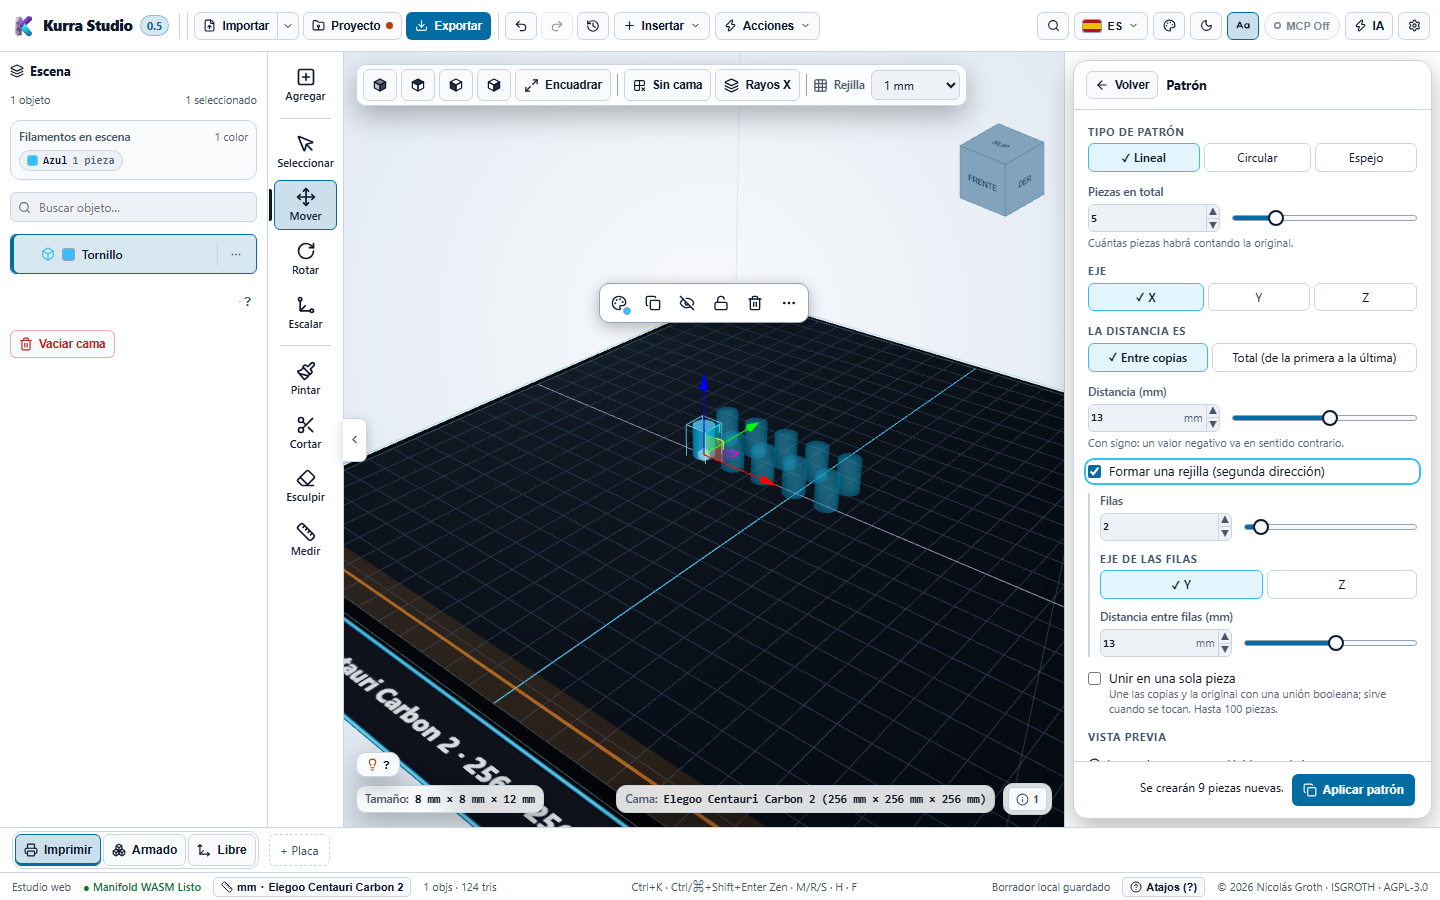 Kurra Studio 0.5 Importar Proyecto Exportar Insertar Acciones ES Aa MCP Off IA
Escena
1 objeto 1 seleccionado
Filamentos en escena 1 color
Azul 1 pieza
Buscar objeto...
Tornillo ...
?
Vaciar cama
Agregar
Seleccionar
Mover
Rotar
Escalar
Pintar
Cortar
Esculpir
Medir
Encuadrar Sin cama Rayos X Rejilla 1 mm
SUP
FRENTE DER
tauri Carbon 2 · 256
?
Tamaño: 8 mm × 8 mm × 12 mm
Cama: Elegoo Centauri Carbon 2 (256 mm × 256 mm × 256 mm) 1
Volver Patrón
TIPO DE PATRÓN
✓ Lineal Circular Espejo
Piezas en total
5
Cuántas piezas habrá contando la original.
EJE
✓ X Y Z
LA DISTANCIA ES
✓ Entre copias Total (de la primera a la última)
Distancia (mm)
13 mm
Con signo: un valor negativo va en sentido contrario.
Formar una rejilla (segunda dirección)
Filas
2
EJE DE LAS FILAS
✓ Y Z
Distancia entre filas (mm)
13 mm
Unir en una sola pieza
Une las copias y la original con una unión booleana; sirve
cuando se tocan. Hasta 100 piezas.
VISTA PREVIA
Se crearán 9 piezas nuevas. Aplicar patrón
Imprimir Armado Libre + Placa
Estudio web Manifold WASM Listo mm · Elegoo Centauri Carbon 2 1 objs · 124 tris Ctrl+K · Ctrl/⌘+Shift+Enter Zen · M/R/S · H · F Borrador local guardado Atajos (?) © 2026 Nicolás Groth · ISGROTH · AGPL-3.0